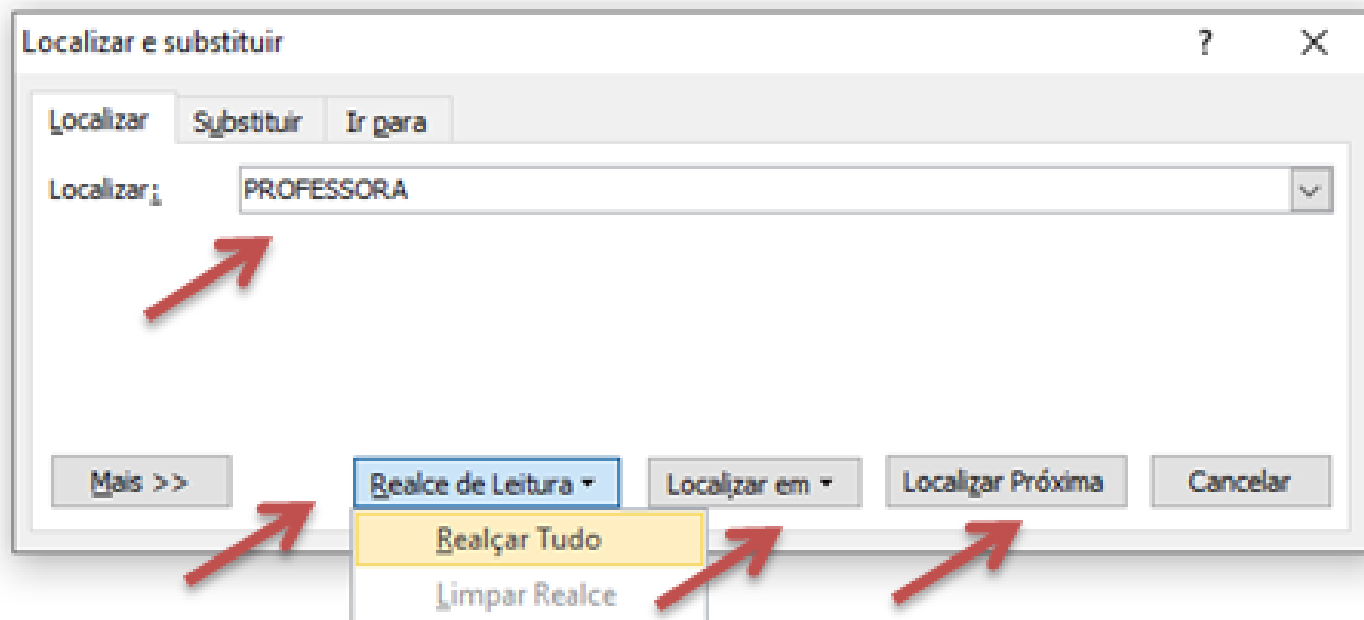 Localizar e substituir ?
Localizar Substituir Ir para
Localizar: PROFESSORA
Mais >> Realce de Leitura Localizar em Localizar Próxima Cancelar
Realçar Tudo
Limpar Realce